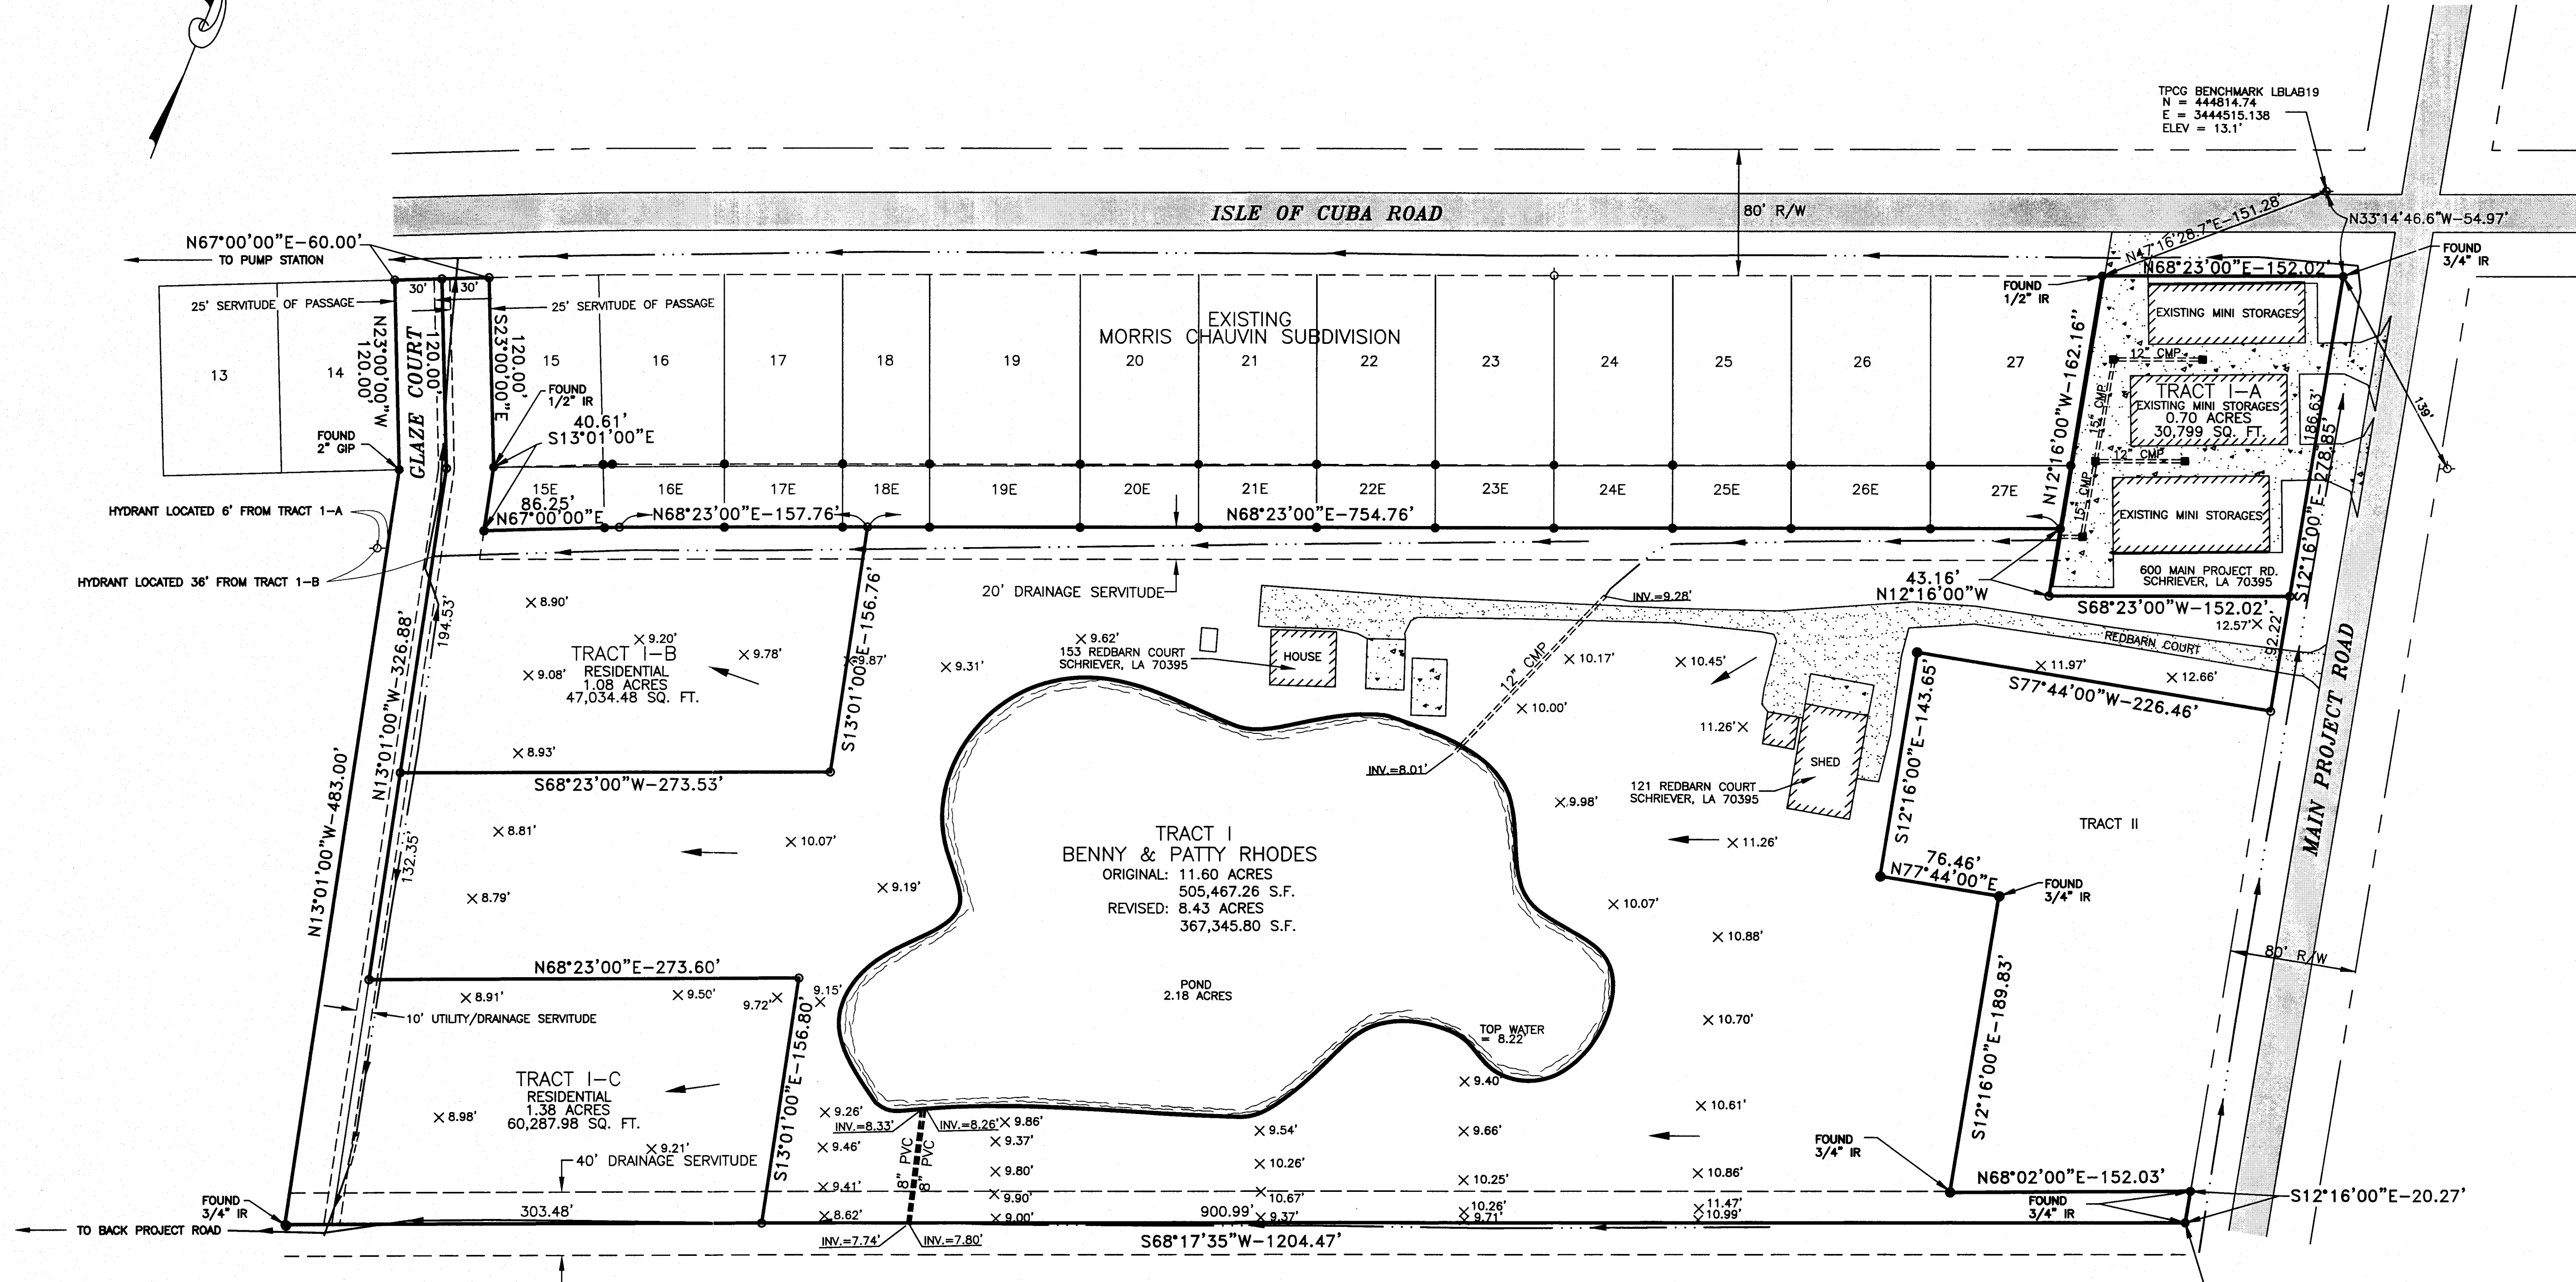 TPCG BENCHMARK LBLAB19
N = 444814.74
E = 3444515.138
ELEV = 13.1'
ISLE OF CUBA ROAD
80' R/W
N47°16'28.7"E-151.28'
N33°14'46.6"W-54.97'
N67°00'00"E-60.00'
TO PUMP STATION
N68°23'00"E-152.02'
FOUND
3/4" IR
FOUND
1/2" IR
30'
30'
25' SERVITUDE OF PASSAGE
25' SERVITUDE OF PASSAGE
EXISTING
MORRIS CHAUVIN SUBDIVISION
EXISTING MINI STORAGES
13
14
15
16
17
18
19
20
21
22
23
24
25
26
27
N23°00'00"W
120.00'
GLAZE COURT
120.00'
S23°00'00"E
120.00'
FOUND
1/2" IR
40.61'
S13°01'00"E
FOUND
2" GIP
N12°16'00"W-162.16"
12" CMP
15" CMP
TRACT I-A
EXISTING MINI STORAGES
0.70 ACRES
30,799 SQ. FT.
186.63'
139'
12" CMP
15" CMP
EXISTING MINI STORAGES
S12°16'00"E-278.85'
15E
16E
17E
18E
19E
20E
21E
22E
23E
24E
25E
26E
27E
86.25'
N67°00'00"E
N68°23'00"E-157.76'
N68°23'00"E-754.76'
HYDRANT LOCATED 6' FROM TRACT 1-A
HYDRANT LOCATED 36' FROM TRACT 1-B
20' DRAINAGE SERVITUDE
INV.=9.28'
43.16'
N12°16'00"W
600 MAIN PROJECT RD.
SCHRIEVER, LA 70395
S68°23'00"W-152.02'
12.57'
92.22'
REDBARN COURT
8.90'
9.20'
9.78'
9.87'
9.08'
9.31'
9.62'
TRACT I-B
RESIDENTIAL
1.08 ACRES
47,034.48 SQ. FT.
8.93'
N13°01'00"W-326.88'
194.53'
S13°01'00"E-156.76'
153 REDBARN COURT
SCHRIEVER, LA 70395
HOUSE
12" CMP
10.17'
10.45'
10.00'
11.26'
11.97'
12.66'
S77°44'00"W-226.46'
MAIN PROJECT ROAD
S12°16'00"E-143.65'
SHED
121 REDBARN COURT
SCHRIEVER, LA 70395
INV.=8.01'
S68°23'00"W-273.53'
N13°01'00"W-483.00'
132.35'
8.81'
10.07'
8.79'
9.19'
9.98'
11.26'
10.07'
10.88'
TRACT I
BENNY & PATTY RHODES
ORIGINAL: 11.60 ACRES
505,467.26 S.F.
REVISED: 8.43 ACRES
367,345.80 S.F.
TRACT II
76.46'
N77°44'00"E
FOUND
3/4" IR
80' R/W
N68°23'00"E-273.60'
8.91'
9.50'
9.72'
9.15'
10' UTILITY/DRAINAGE SERVITUDE
POND
2.18 ACRES
TOP WATER
= 8.22'
10.70'
S12°16'00"E-189.83'
TRACT I-C
RESIDENTIAL
1.38 ACRES
60,287.98 SQ. FT.
8.98'
9.21'
S13°01'00"E-156.80'
40' DRAINAGE SERVITUDE
9.26'
INV.=8.33'
INV.=8.26'
9.86'
9.46'
9.37'
8" PVC
8" PVC
9.80'
9.41'
9.90'
8.62'
9.00'
9.40'
9.54'
9.66'
10.61'
10.26'
10.25'
10.86'
10.67'
10.26'
11.47'
9.37'
9.71'
10.99'
FOUND
3/4" IR
N68°02'00"E-152.03'
FOUND
3/4" IR
S12°16'00"E-20.27'
FOUND
3/4" IR
TO BACK PROJECT ROAD
303.48'
900.99'
INV.=7.74'
INV.=7.80'
S68°17'35"W-1204.47'